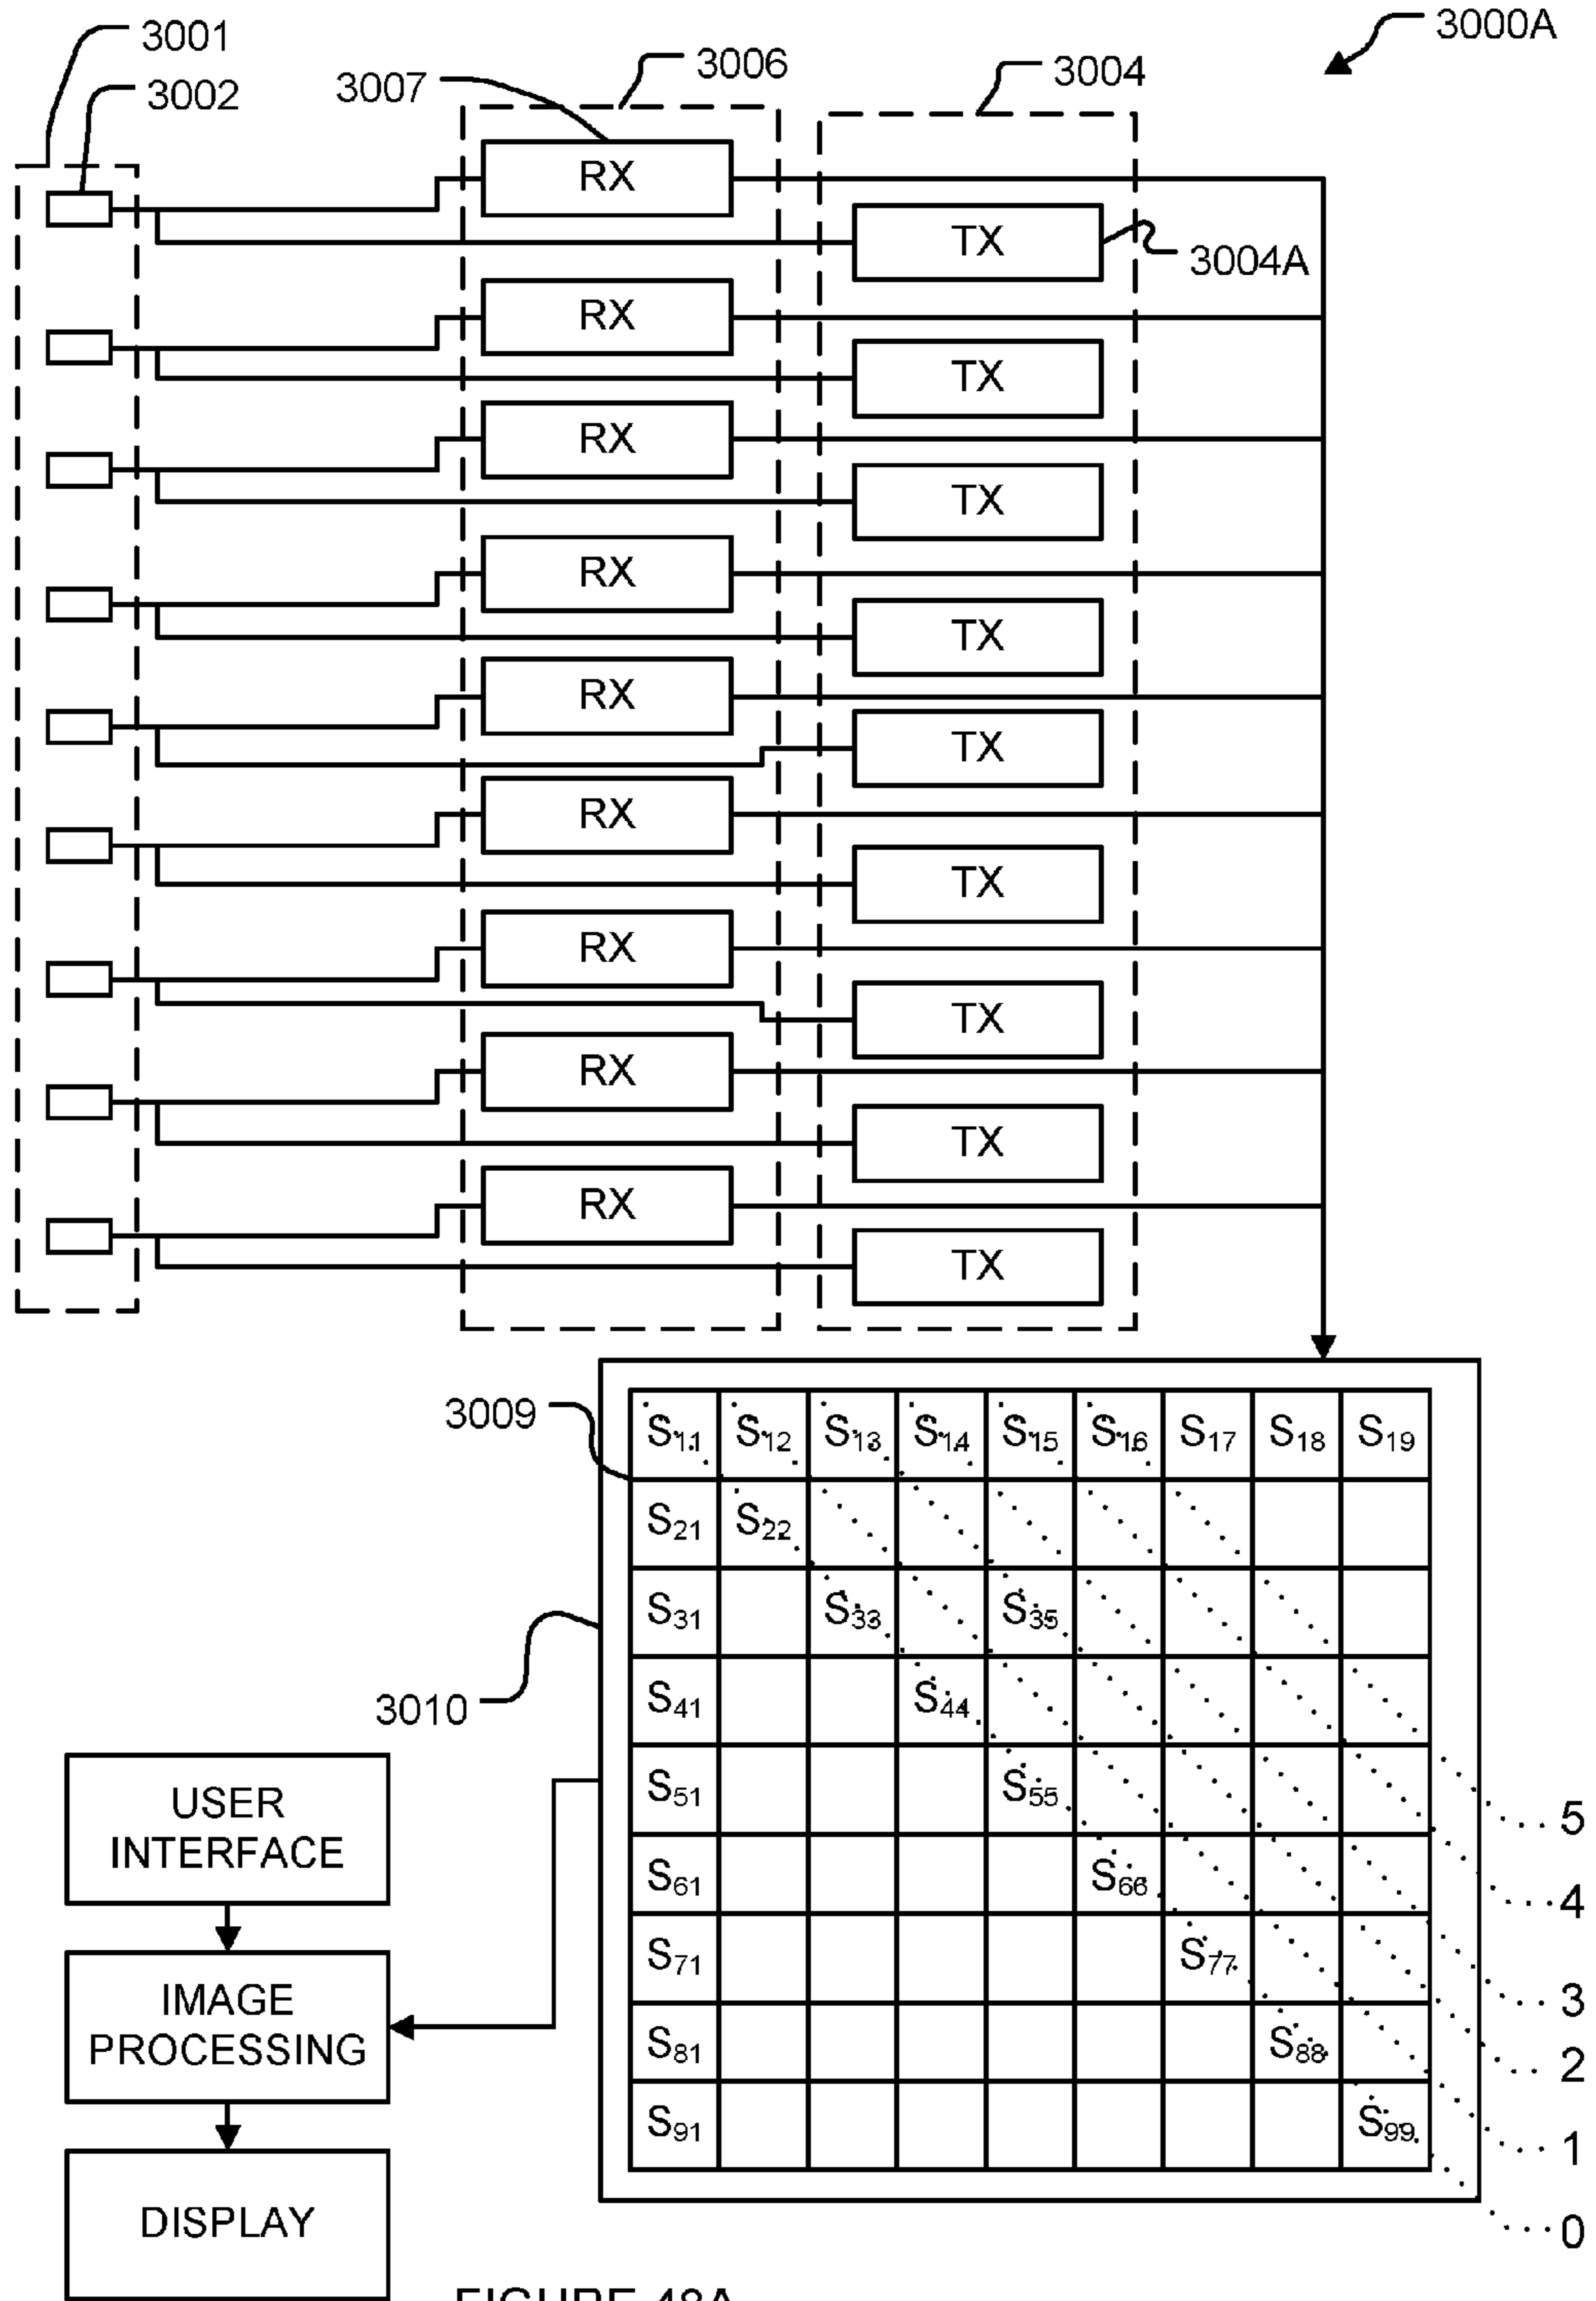 3000A
3001
3006
3004
3002
3007
RX
TX
3004A
RX
TX
RX
TX
RX
TX
RX
TX
RX
TX
RX
TX
RX
TX
RX
TX
3009
S11 S12 S13 S14 S15 S16 S17 S18 S19
S21 S22
S31 S33 S35
3010
S41 S44
S51 S55
S61 S66
S71 S77
S81 S88
S91 S99
5
4
3
2
1
0
USER
INTERFACE
IMAGE
PROCESSING
DISPLAY
FIGURE 48A